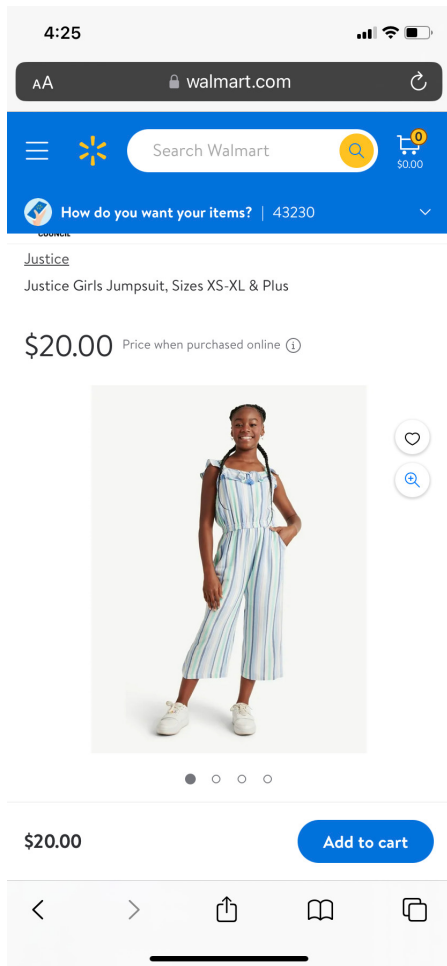 4:25
AA walmart.com
Search Walmart
0
$0.00
How do you want your items? | 43230
COUNCIL
Justice
Justice Girls Jumpsuit, Sizes XS-XL & Plus
$20.00 Price when purchased online i
$20.00 Add to cart